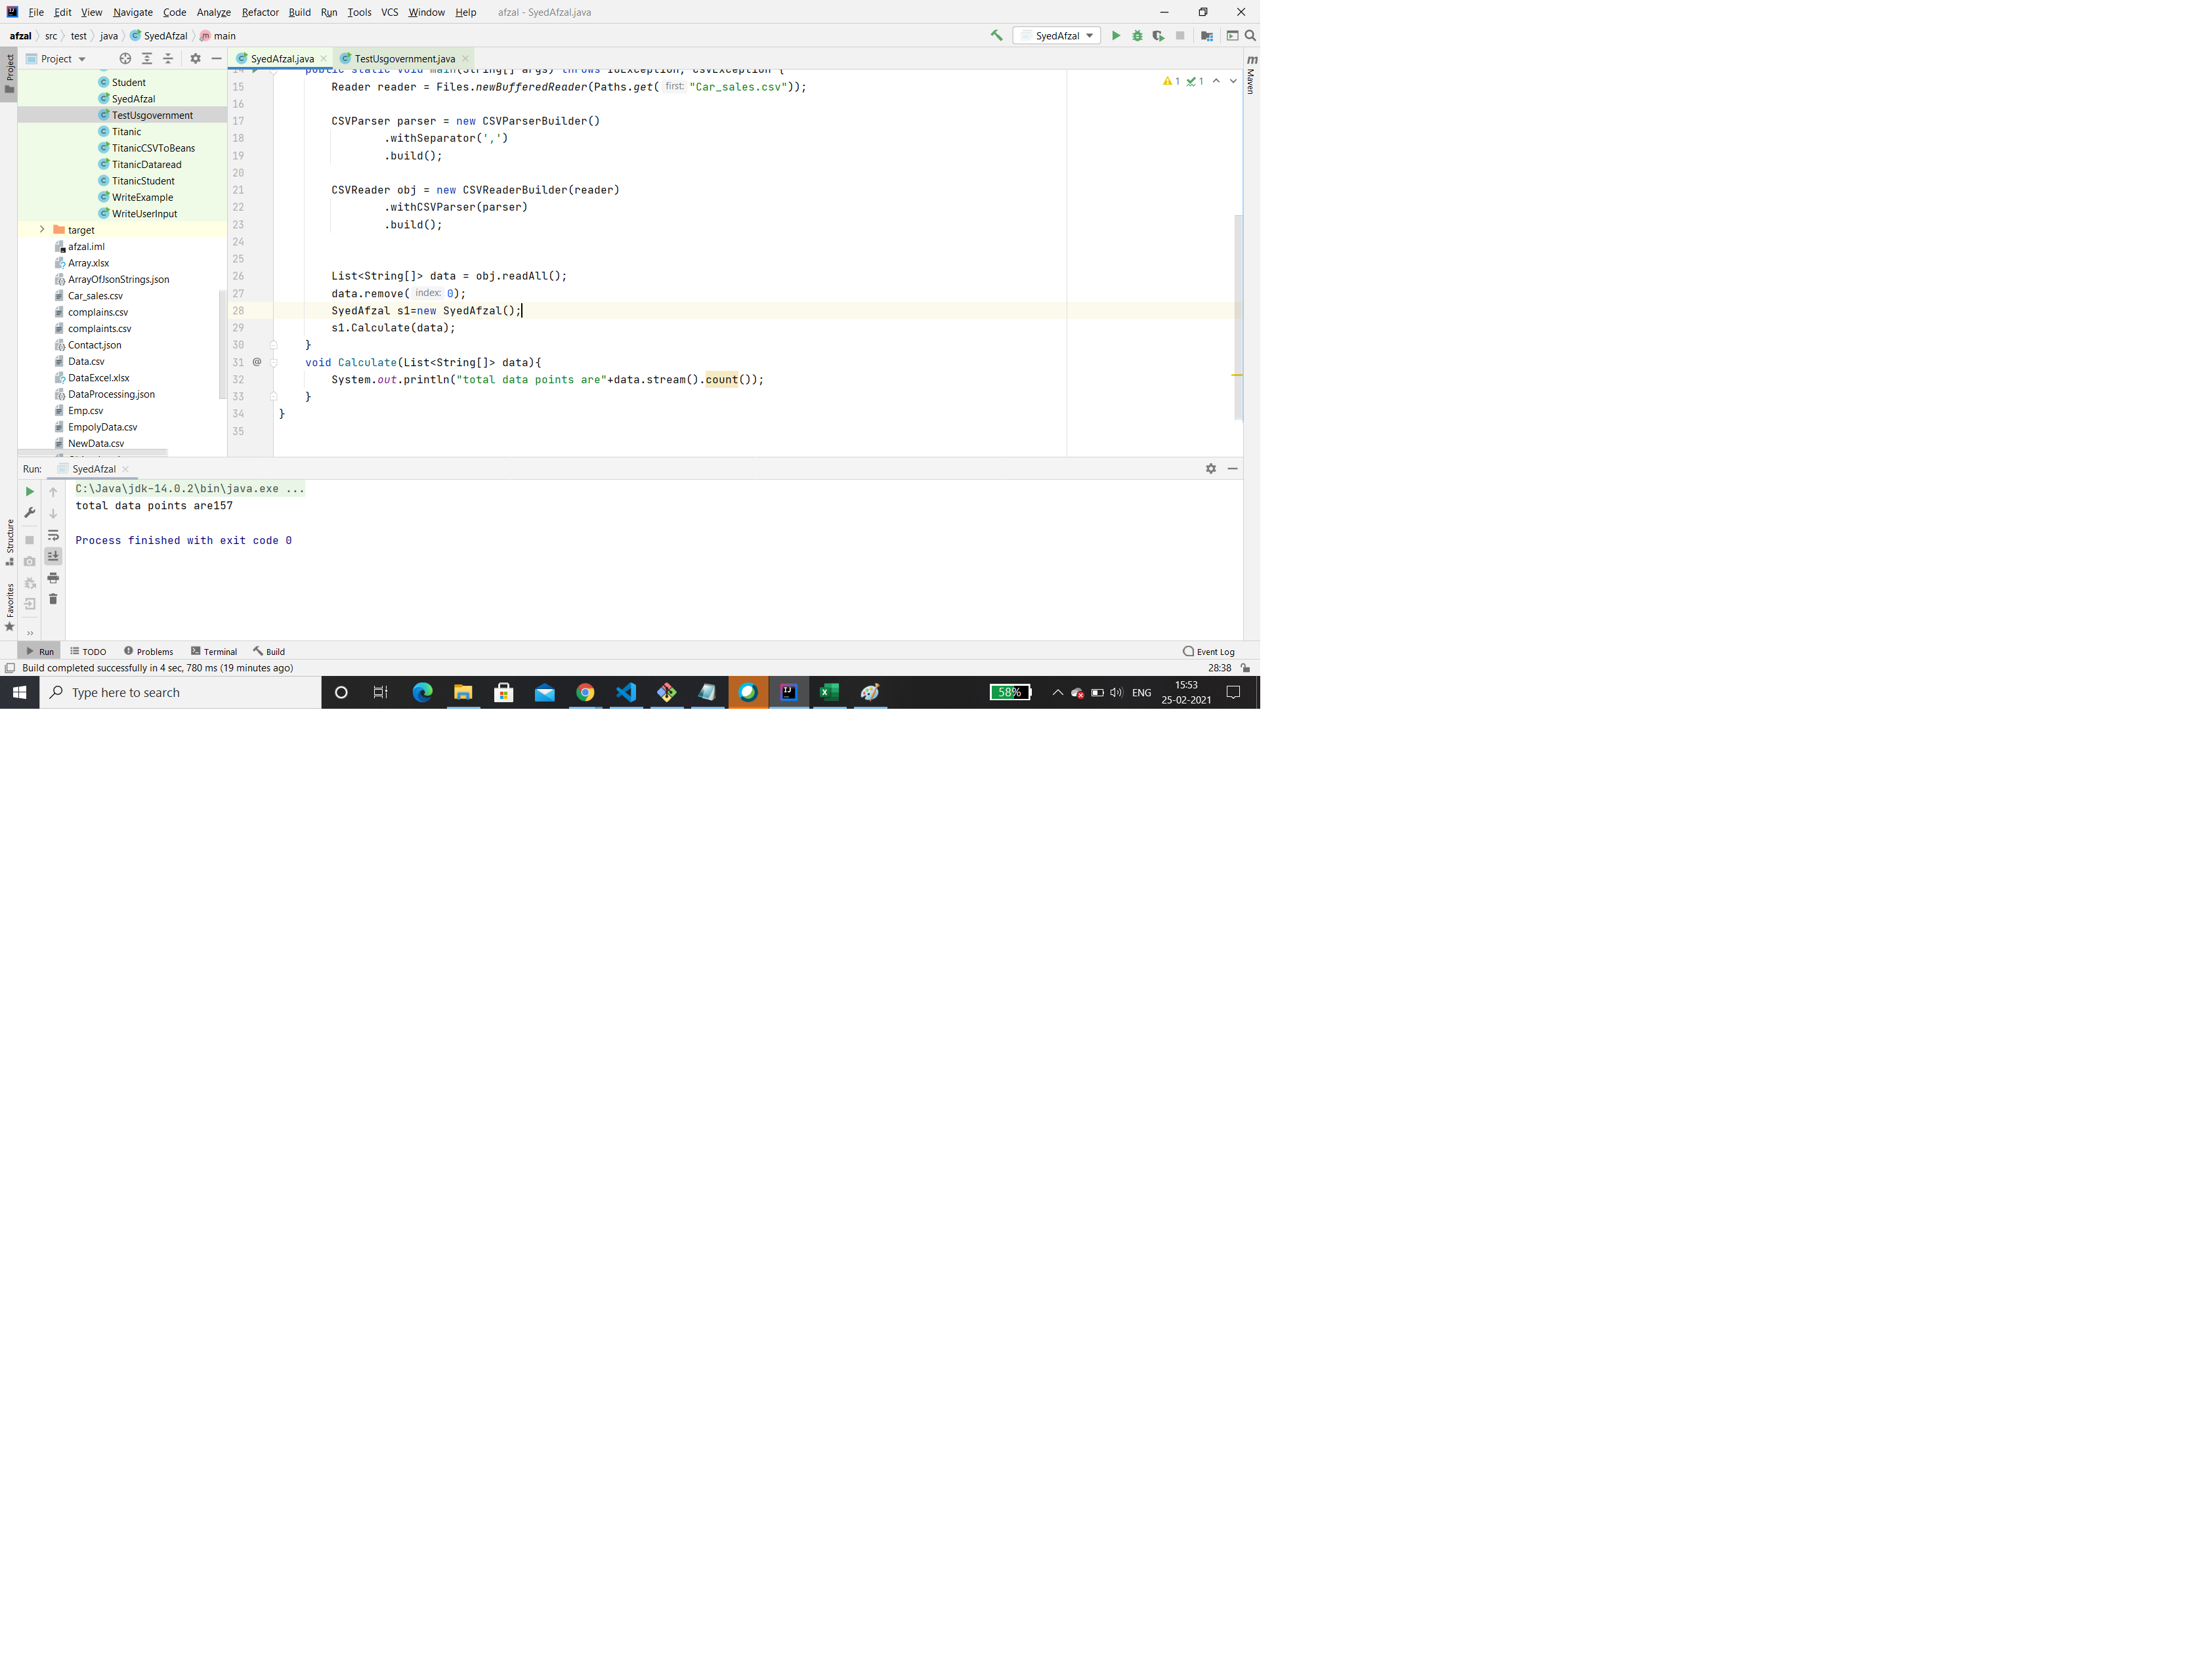 File Edit View Navigate Code Analyze Refactor Build Run Tools VCS Window Help afzal - SyedAfzal.java
afzal src test java SyedAfzal main SyedAfzal
Project SyedAfzal.java TestUsgovernment.java
Project
Maven
Structure
Favorites
Student
SyedAfzal
TestUsgovernment
Titanic
TitanicCSVToBeans
TitanicDataread
TitanicStudent
WriteExample
WriteUserInput
target
afzal.iml
Array.xlsx
ArrayOfJsonStrings.json
Car_sales.csv
complains.csv
complaints.csv
Contact.json
Data.csv
DataExcel.xlsx
DataProcessing.json
Emp.csv
EmpolyData.csv
NewData.csv
1 1
14 public static void main(String[] args) throws IOException, CsvException {
15 Reader reader = Files.newBufferedReader(Paths.get( first: "Car_sales.csv"));
16
17 CSVParser parser = new CSVParserBuilder()
18 .withSeparator(',')
19 .build();
20
21 CSVReader obj = new CSVReaderBuilder(reader)
22 .withCSVParser(parser)
23 .build();
24
25
26 List<String[]> data = obj.readAll();
27 data.remove( index: 0);
28 SyedAfzal s1=new SyedAfzal();
29 s1.Calculate(data);
30 }
31 @ void Calculate(List<String[]> data){
32 System.out.println("total data points are"+data.stream().count());
33 }
34 }
35
Run: SyedAfzal
C:\Java\jdk-14.0.2\bin\java.exe ...
total data points are157
Process finished with exit code 0
Run TODO Problems Terminal Build Event Log
Build completed successfully in 4 sec, 780 ms (19 minutes ago) 28:38
Type here to search 58% ENG 15:53
25-02-2021